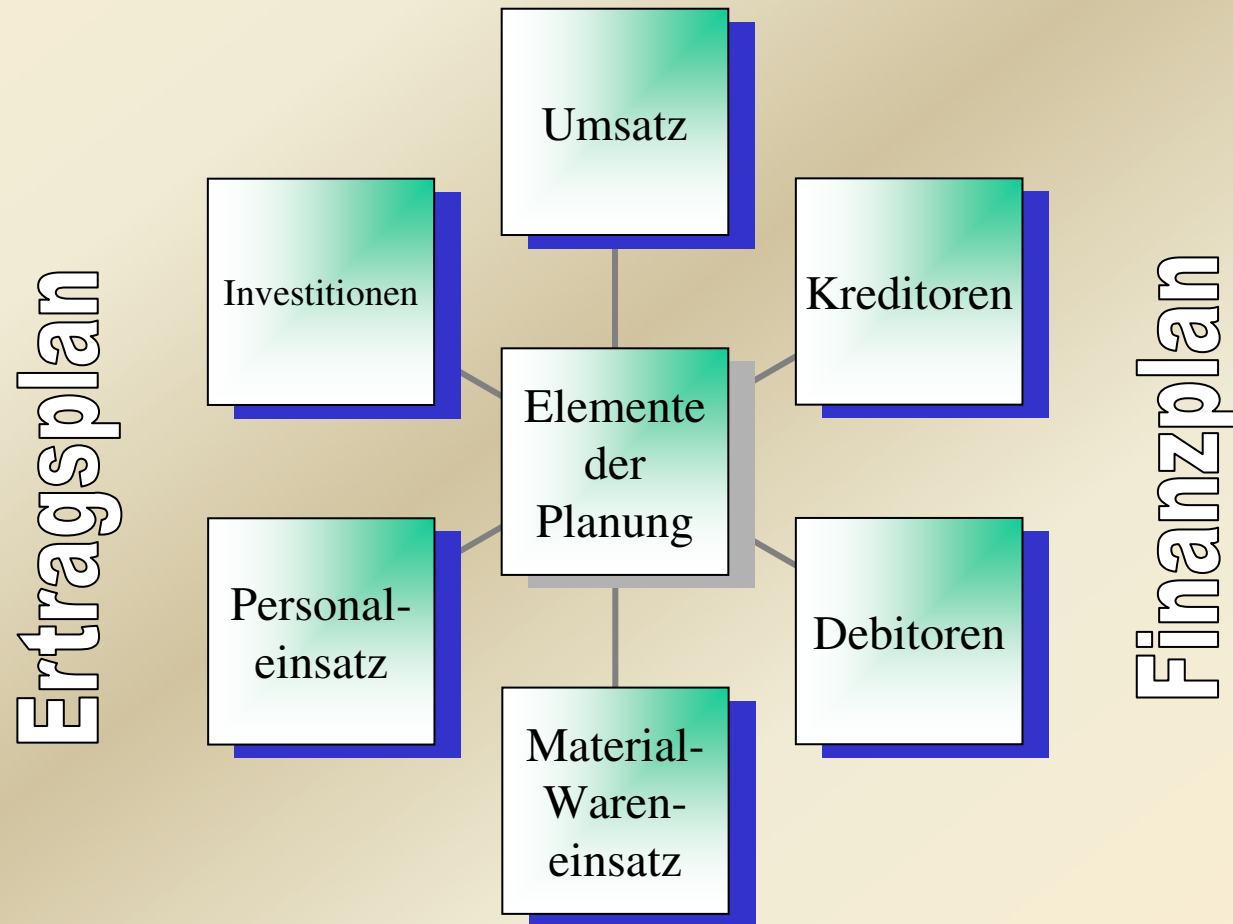 Umsatz
Investitionen
Kreditoren
Ertragsplan
Elemente
der
Planung
Finanzplan
Personal-
einsatz
Debitoren
Material-
Waren-
einsatz